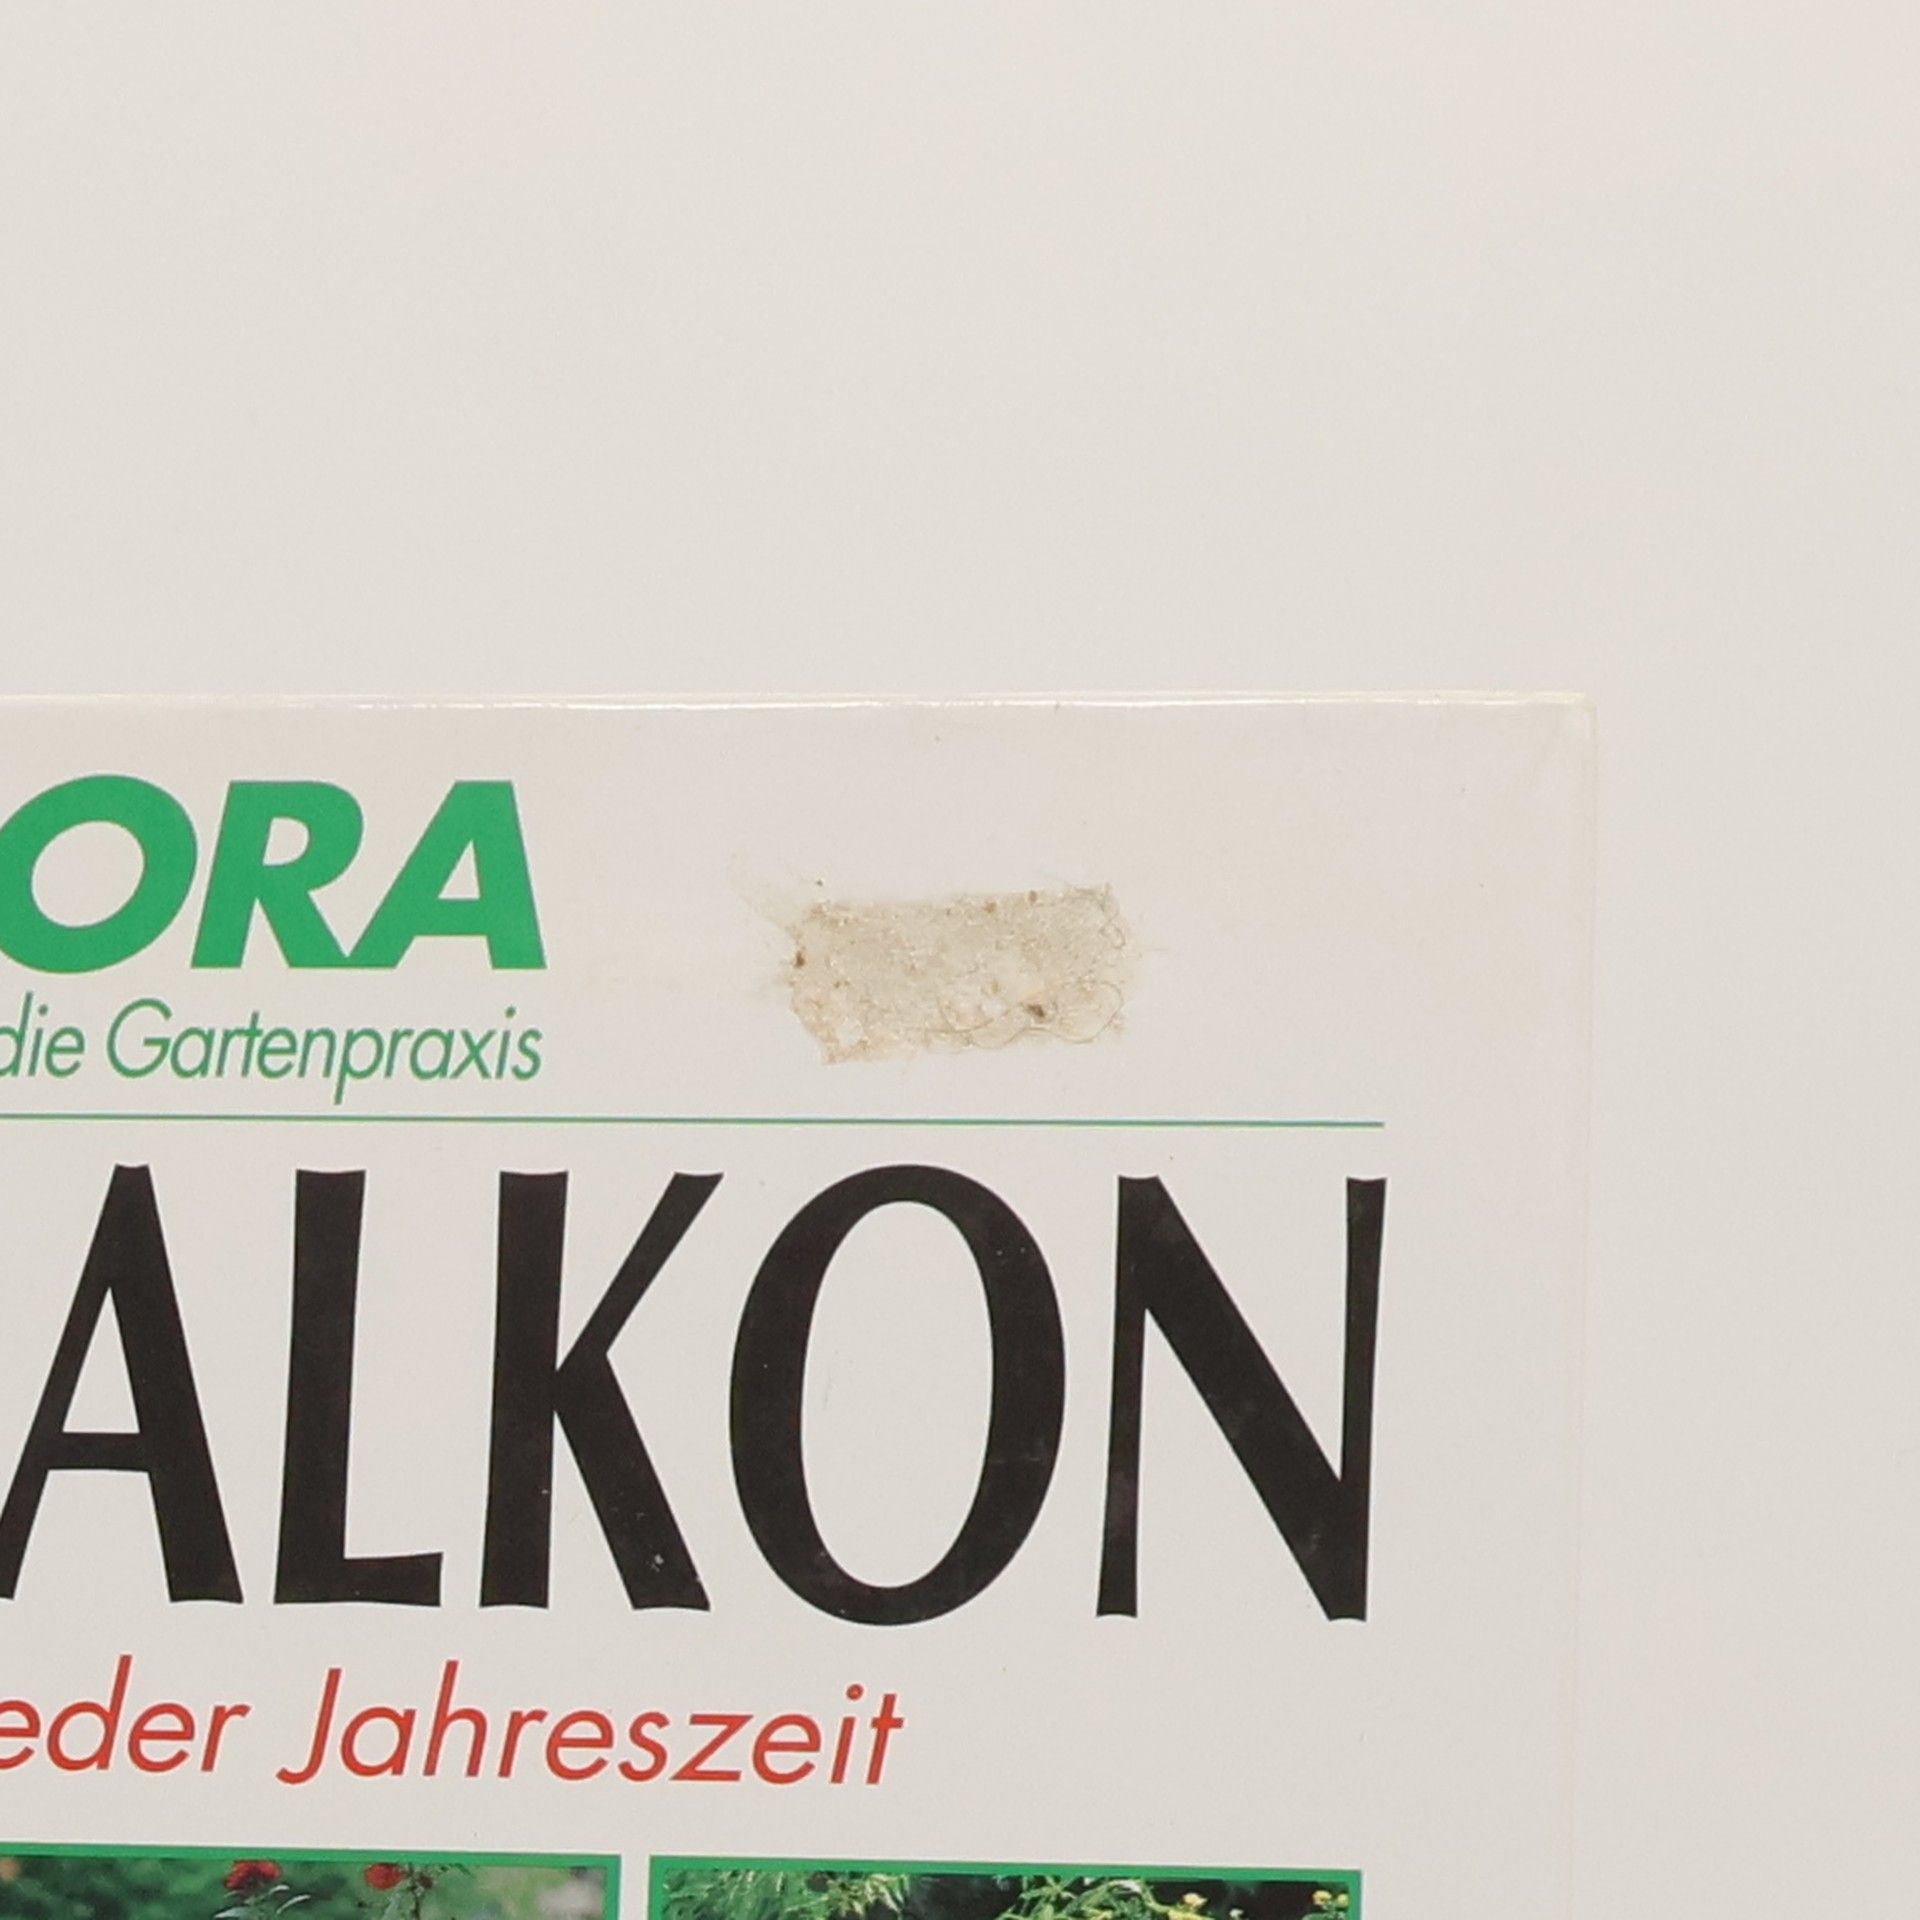 ORA
die Gartenpraxis
ALKON
eder Jahreszeit